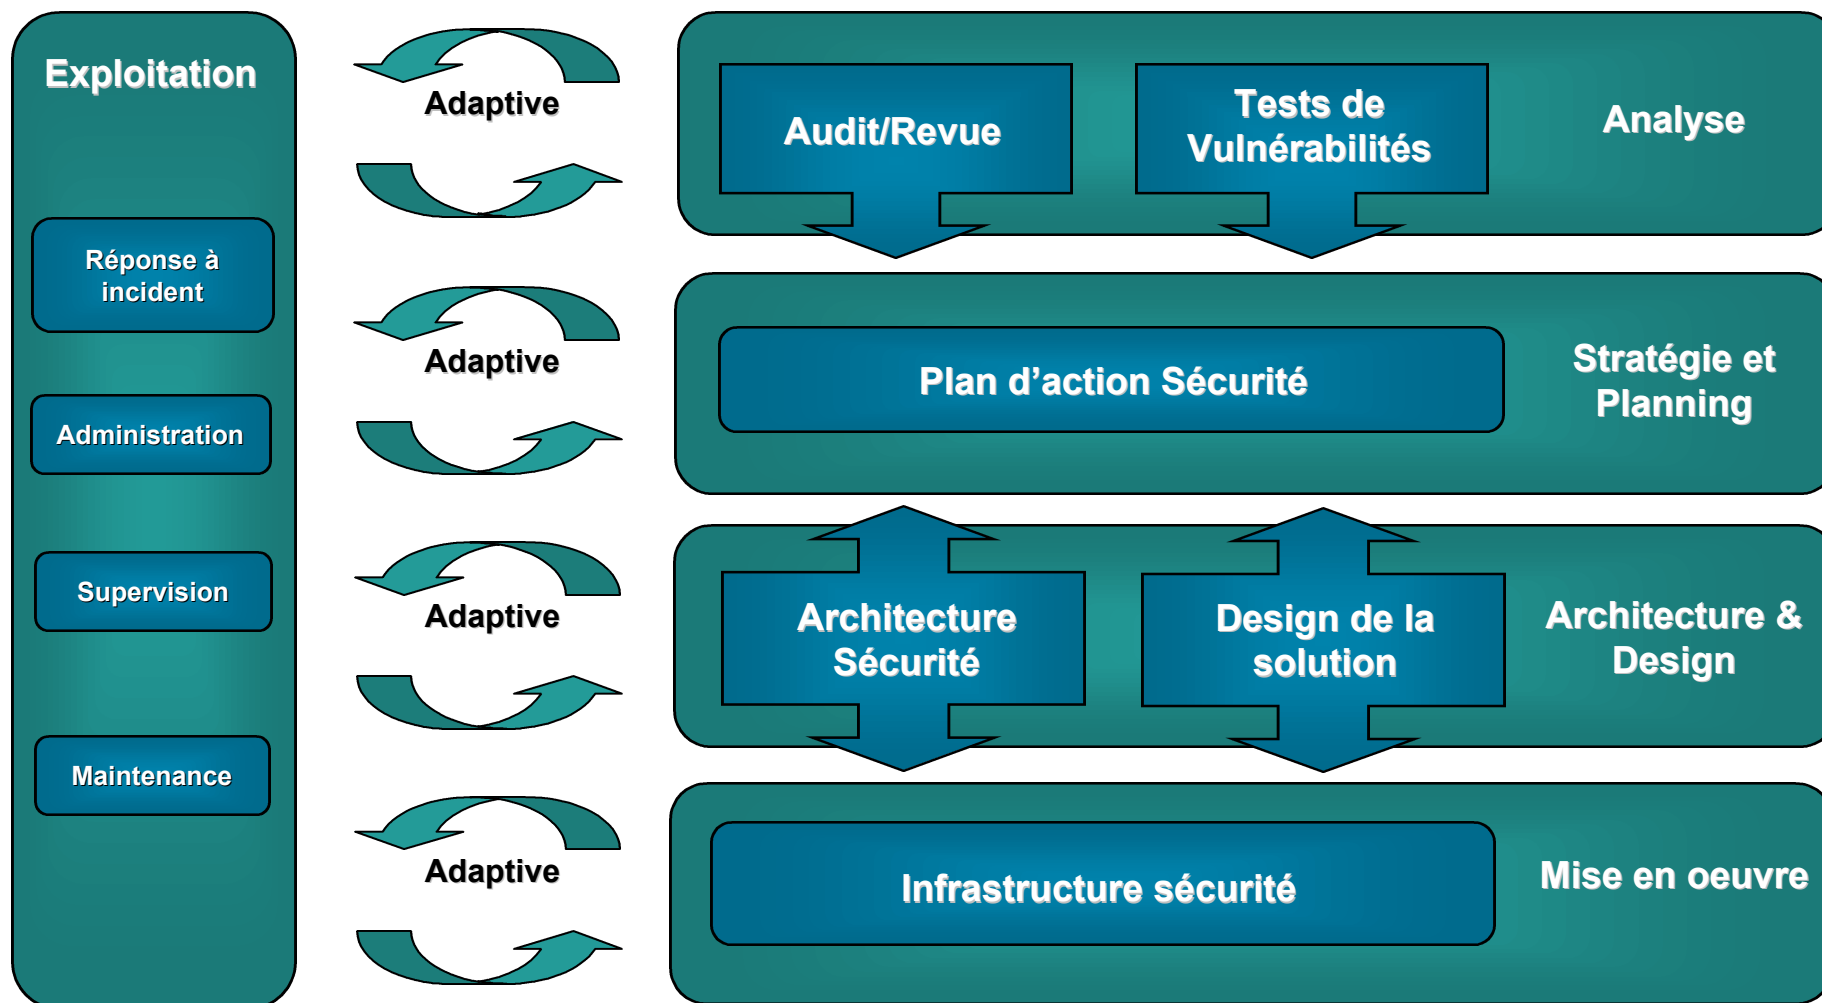 Exploitation
Réponse à
incident
Administration
Supervision
Maintenance
Adaptive
Adaptive
Adaptive
Adaptive
Audit/Revue
Tests de
Vulnérabilités
Analyse
Plan d’action Sécurité
Stratégie et
Planning
Architecture
Sécurité
Design de la
solution
Architecture &
Design
Infrastructure sécurité
Mise en oeuvre